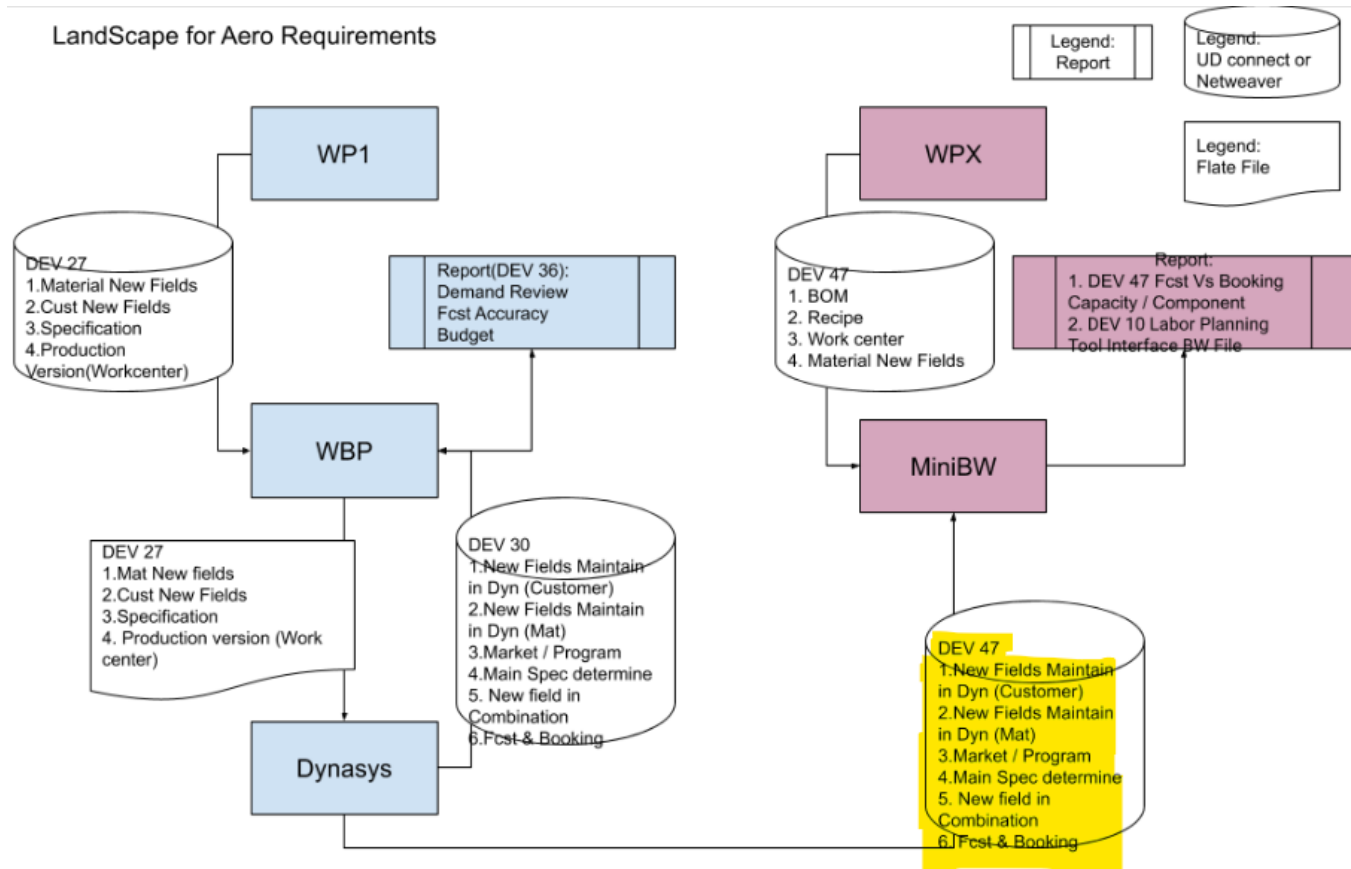 LandScape for Aero Requirements
Legend:
Report
Legend:
UD connect or
Netweaver
Legend:
Flate File
WP1
WPX
DEV 27
1.Material New Fields
2.Cust New Fields
3.Specification
4.Production
Version(Workcenter)
Report(DEV 36):
Demand Review
Fcst Accuracy
Budget
DEV 47
1. BOM
2. Recipe
3. Work center
4. Material New Fields
Report:
1. DEV 47 Fcst Vs Booking
Capacity / Component
2. DEV 10 Labor Planning
Tool Interface BW File
WBP
MiniBW
DEV 27
1.Mat New fields
2.Cust New Fields
3.Specification
4. Production version (Work
center)
DEV 30
1.New Fields Maintain
in Dyn (Customer)
2.New Fields Maintain
in Dyn (Mat)
3.Market / Program
4.Main Spec determine
5. New field in
Combination
6.Fcst & Booking
DEV 47
1.New Fields Maintain
in Dyn (Customer)
2.New Fields Maintain
in Dyn (Mat)
3.Market / Program
4.Main Spec determine
5. New field in
Combination
6. Fcst & Booking
Dynasys